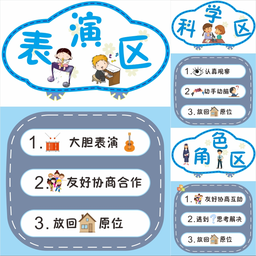 表演区
1. 大胆表演
2. 友好协商合作
3. 放回 原位
科学区
1. 认真观察
2. 动手动脑
3. 放回 原位
角色区
1. 友好协商互助
2. 遇到 思考解决
3. 放回 原位